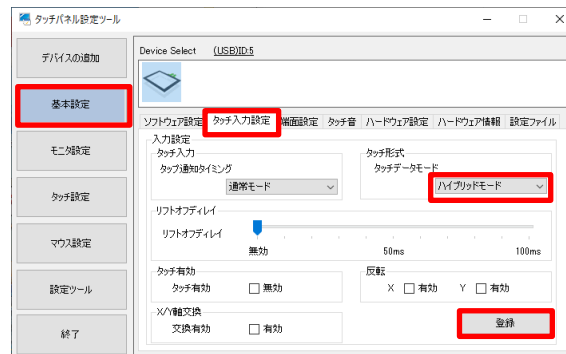 タッチパネル設定ツール
デバイスの追加
基本設定
モニタ設定
タッチ設定
マウス設定
設定ツール
終了
Device Select (USB)ID:5
ソフトウェア設定 タッチ入力設定 端面設定 タッチ音 ハードウェア設定 ハードウェア情報 設定ファイル
入力設定
タッチ入力
タップ通知タイミング
通常モード
タッチ形式
タッチデータモード
ハイブリッドモード
リフトオフディレイ
リフトオフディレイ
無効 50ms 100ms
タッチ有効
タッチ有効 無効
反転
X 有効 Y 有効
X/Y軸交換
交換有効 有効
登録